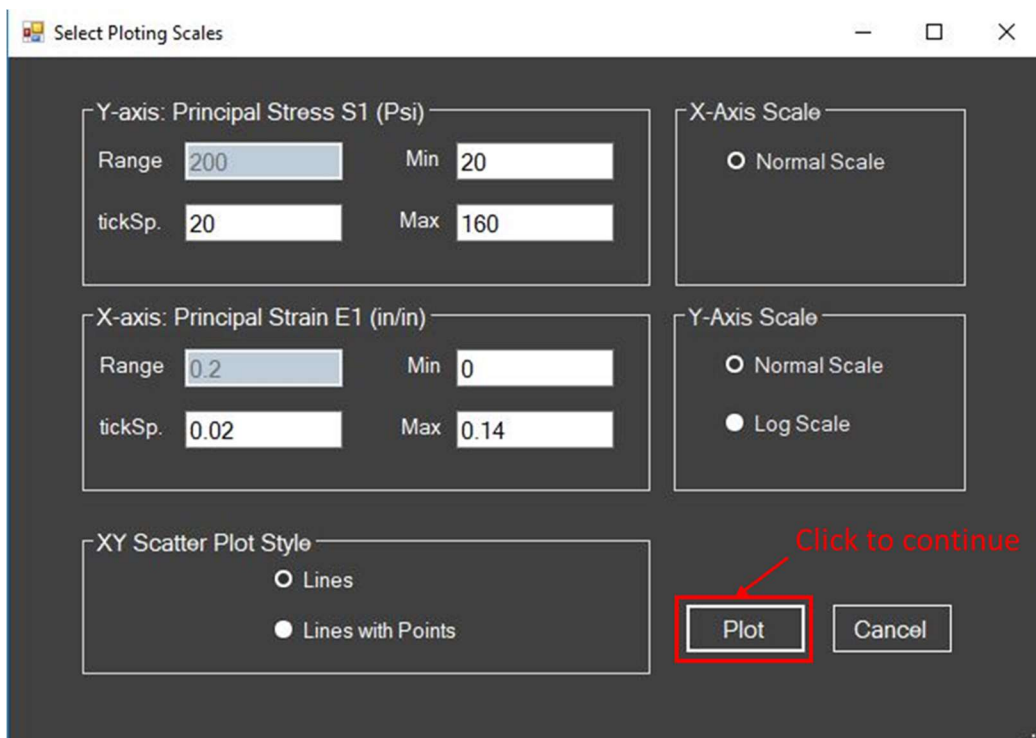 Select Ploting Scales
Y-axis: Principal Stress S1 (Psi)
Range 200 Min 20
tickSp. 20 Max 160
X-Axis Scale
Normal Scale
X-axis: Principal Strain E1 (in/in)
Range 0.2 Min 0
tickSp. 0.02 Max 0.14
Y-Axis Scale
Normal Scale
Log Scale
XY Scatter Plot Style
Lines
Lines with Points
Click to continue
Plot Cancel